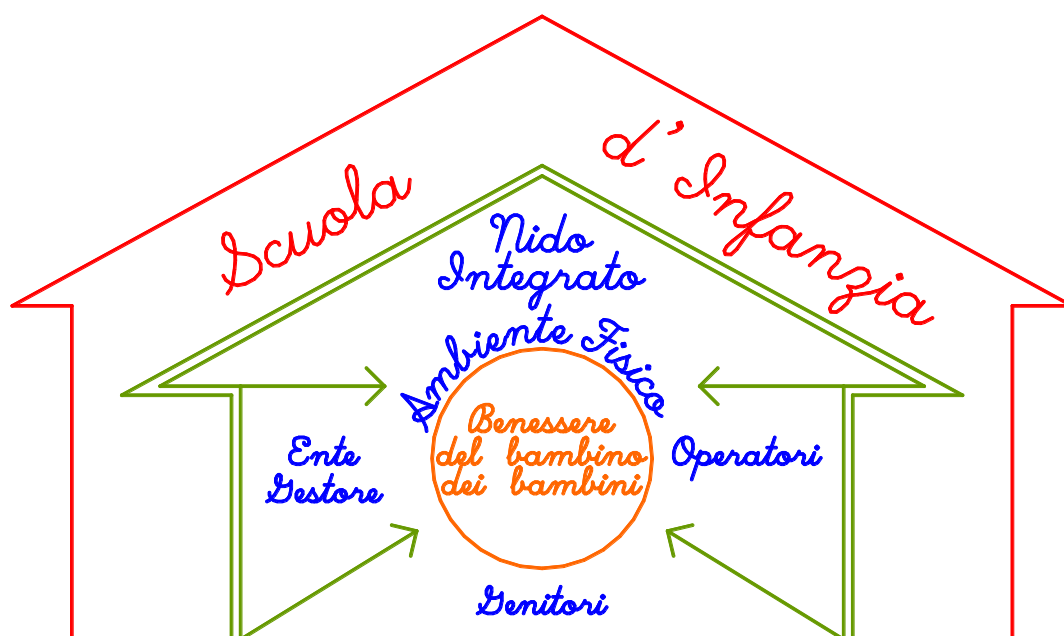 Scuola d' Infanzia
Nido
Integrato
Ambiente Fisico
Benessere
del bambino
dei bambini
Ente
Gestore
Operatori
Genitori